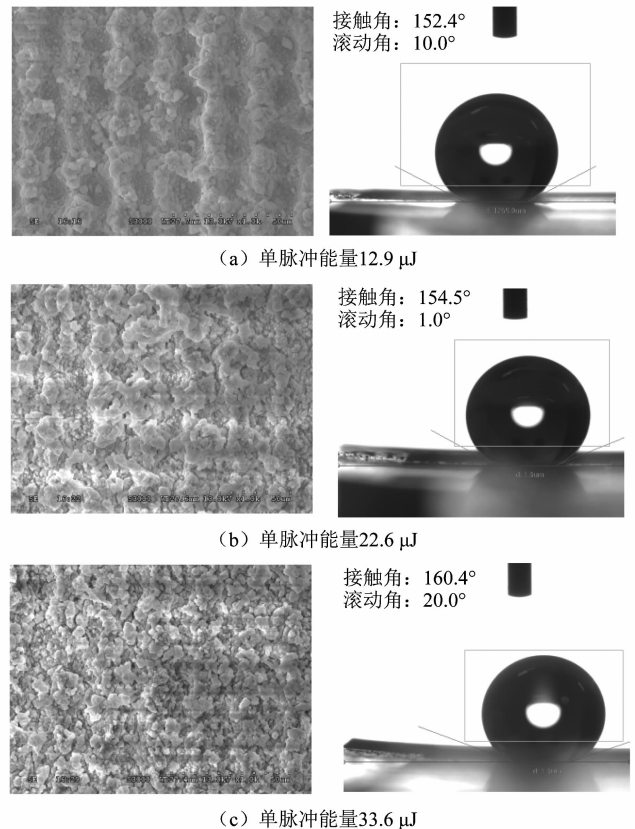 接触角：152.4°
滚动角：10.0°
SE
（a）单脉冲能量12.9 μJ
接触角：154.5°
滚动角：1.0°
SE
（b）单脉冲能量22.6 μJ
接触角：160.4°
滚动角：20.0°
SE
（c）单脉冲能量33.6 μJ